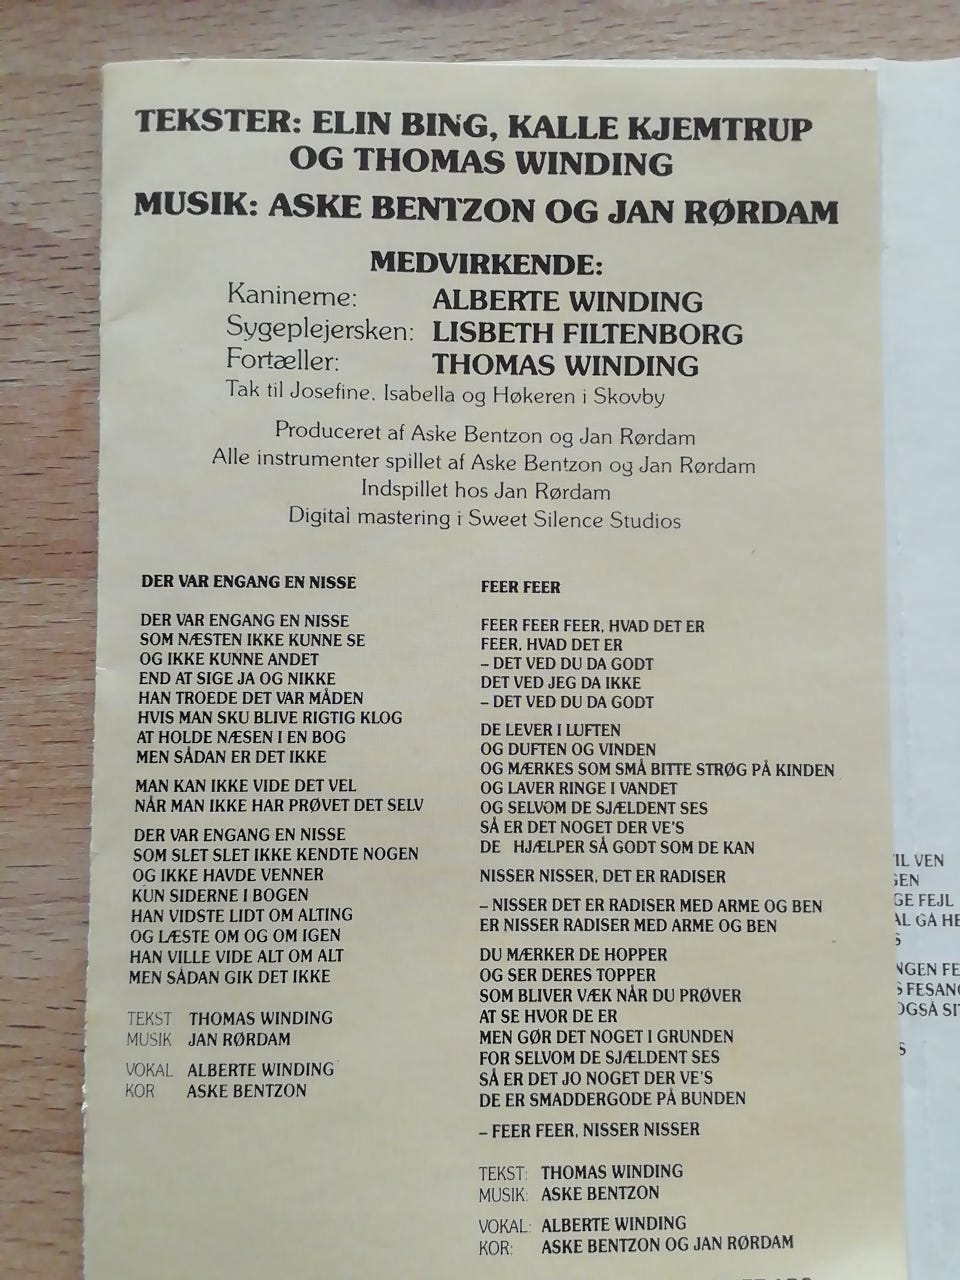 TEKSTER: ELIN BING, KALLE KJEMTRUP
OG THOMAS WINDING
MUSIK: ASKE BENTZON OG JAN RØRDAM
MEDVIRKENDE:
Kaninerne: ALBERTE WINDING
Sygeplejersken: LISBETH FILTENBORG
Fortæller: THOMAS WINDING
Tak til Josefine, Isabella og Høkeren i Skovby
Produceret af Aske Bentzon og Jan Rørdam
Alle instrumenter spillet af Aske Bentzon og Jan Rørdam
Indspillet hos Jan Rørdam
Digital mastering i Sweet Silence Studios
DER VAR ENGANG EN NISSE
DER VAR ENGANG EN NISSE
SOM NÆSTEN IKKE KUNNE SE
OG IKKE KUNNE ANDET
END AT SIGE JA OG NIKKE
HAN TROEDE DET VAR MÅDEN
HVIS MAN SKU BLIVE RIGTIG KLOG
AT HOLDE NÆSEN I EN BOG
MEN SÅDAN ER DET IKKE
MAN KAN IKKE VIDE DET VEL
NÅR MAN IKKE HAR PRØVET DET SELV
DER VAR ENGANG EN NISSE
SOM SLET SLET IKKE KENDTE NOGEN
OG IKKE HAVDE VENNER
KUN SIDERNE I BOGEN
HAN VIDSTE LIDT OM ALTING
OG LÆSTE OM OG OM IGEN
HAN VILLE VIDE ALT OM ALT
MEN SÅDAN GIK DET IKKE
TEKST THOMAS WINDING
MUSIK JAN RØRDAM
VOKAL ALBERTE WINDING
KOR ASKE BENTZON
FEER FEER
FEER FEER FEER, HVAD DET ER
FEER, HVAD DET ER
– DET VED DU DA GODT
DET VED JEG DA IKKE
– DET VED DU DA GODT
DE LEVER I LUFTEN
OG DUFTEN OG VINDEN
OG MÆRKES SOM SMÅ BITTE STRØG PÅ KINDEN
OG LAVER RINGE I VANDET
OG SELVOM DE SJÆLDENT SES
SÅ ER DET NOGET DER VE'S
DE HJÆLPER SÅ GODT SOM DE KAN
NISSER NISSER, DET ER RADISER
– NISSER DET ER RADISER MED ARME OG BEN
ER NISSER RADISER MED ARME OG BEN
DU MÆRKER DE HOPPER
OG SER DERES TOPPER
SOM BLIVER VÆK NÅR DU PRØVER
AT SE HVOR DE ER
MEN GØR DET NOGET I GRUNDEN
FOR SELVOM DE SJÆLDENT SES
SÅ ER DET JO NOGET DER VE'S
DE ER SMADDERGODE PÅ BUNDEN
– FEER FEER, NISSER NISSER
TEKST: THOMAS WINDING
MUSIK: ASKE BENTZON
VOKAL: ALBERTE WINDING
KOR: ASKE BENTZON OG JAN RØRDAM
VEN
FEJL
GÅ